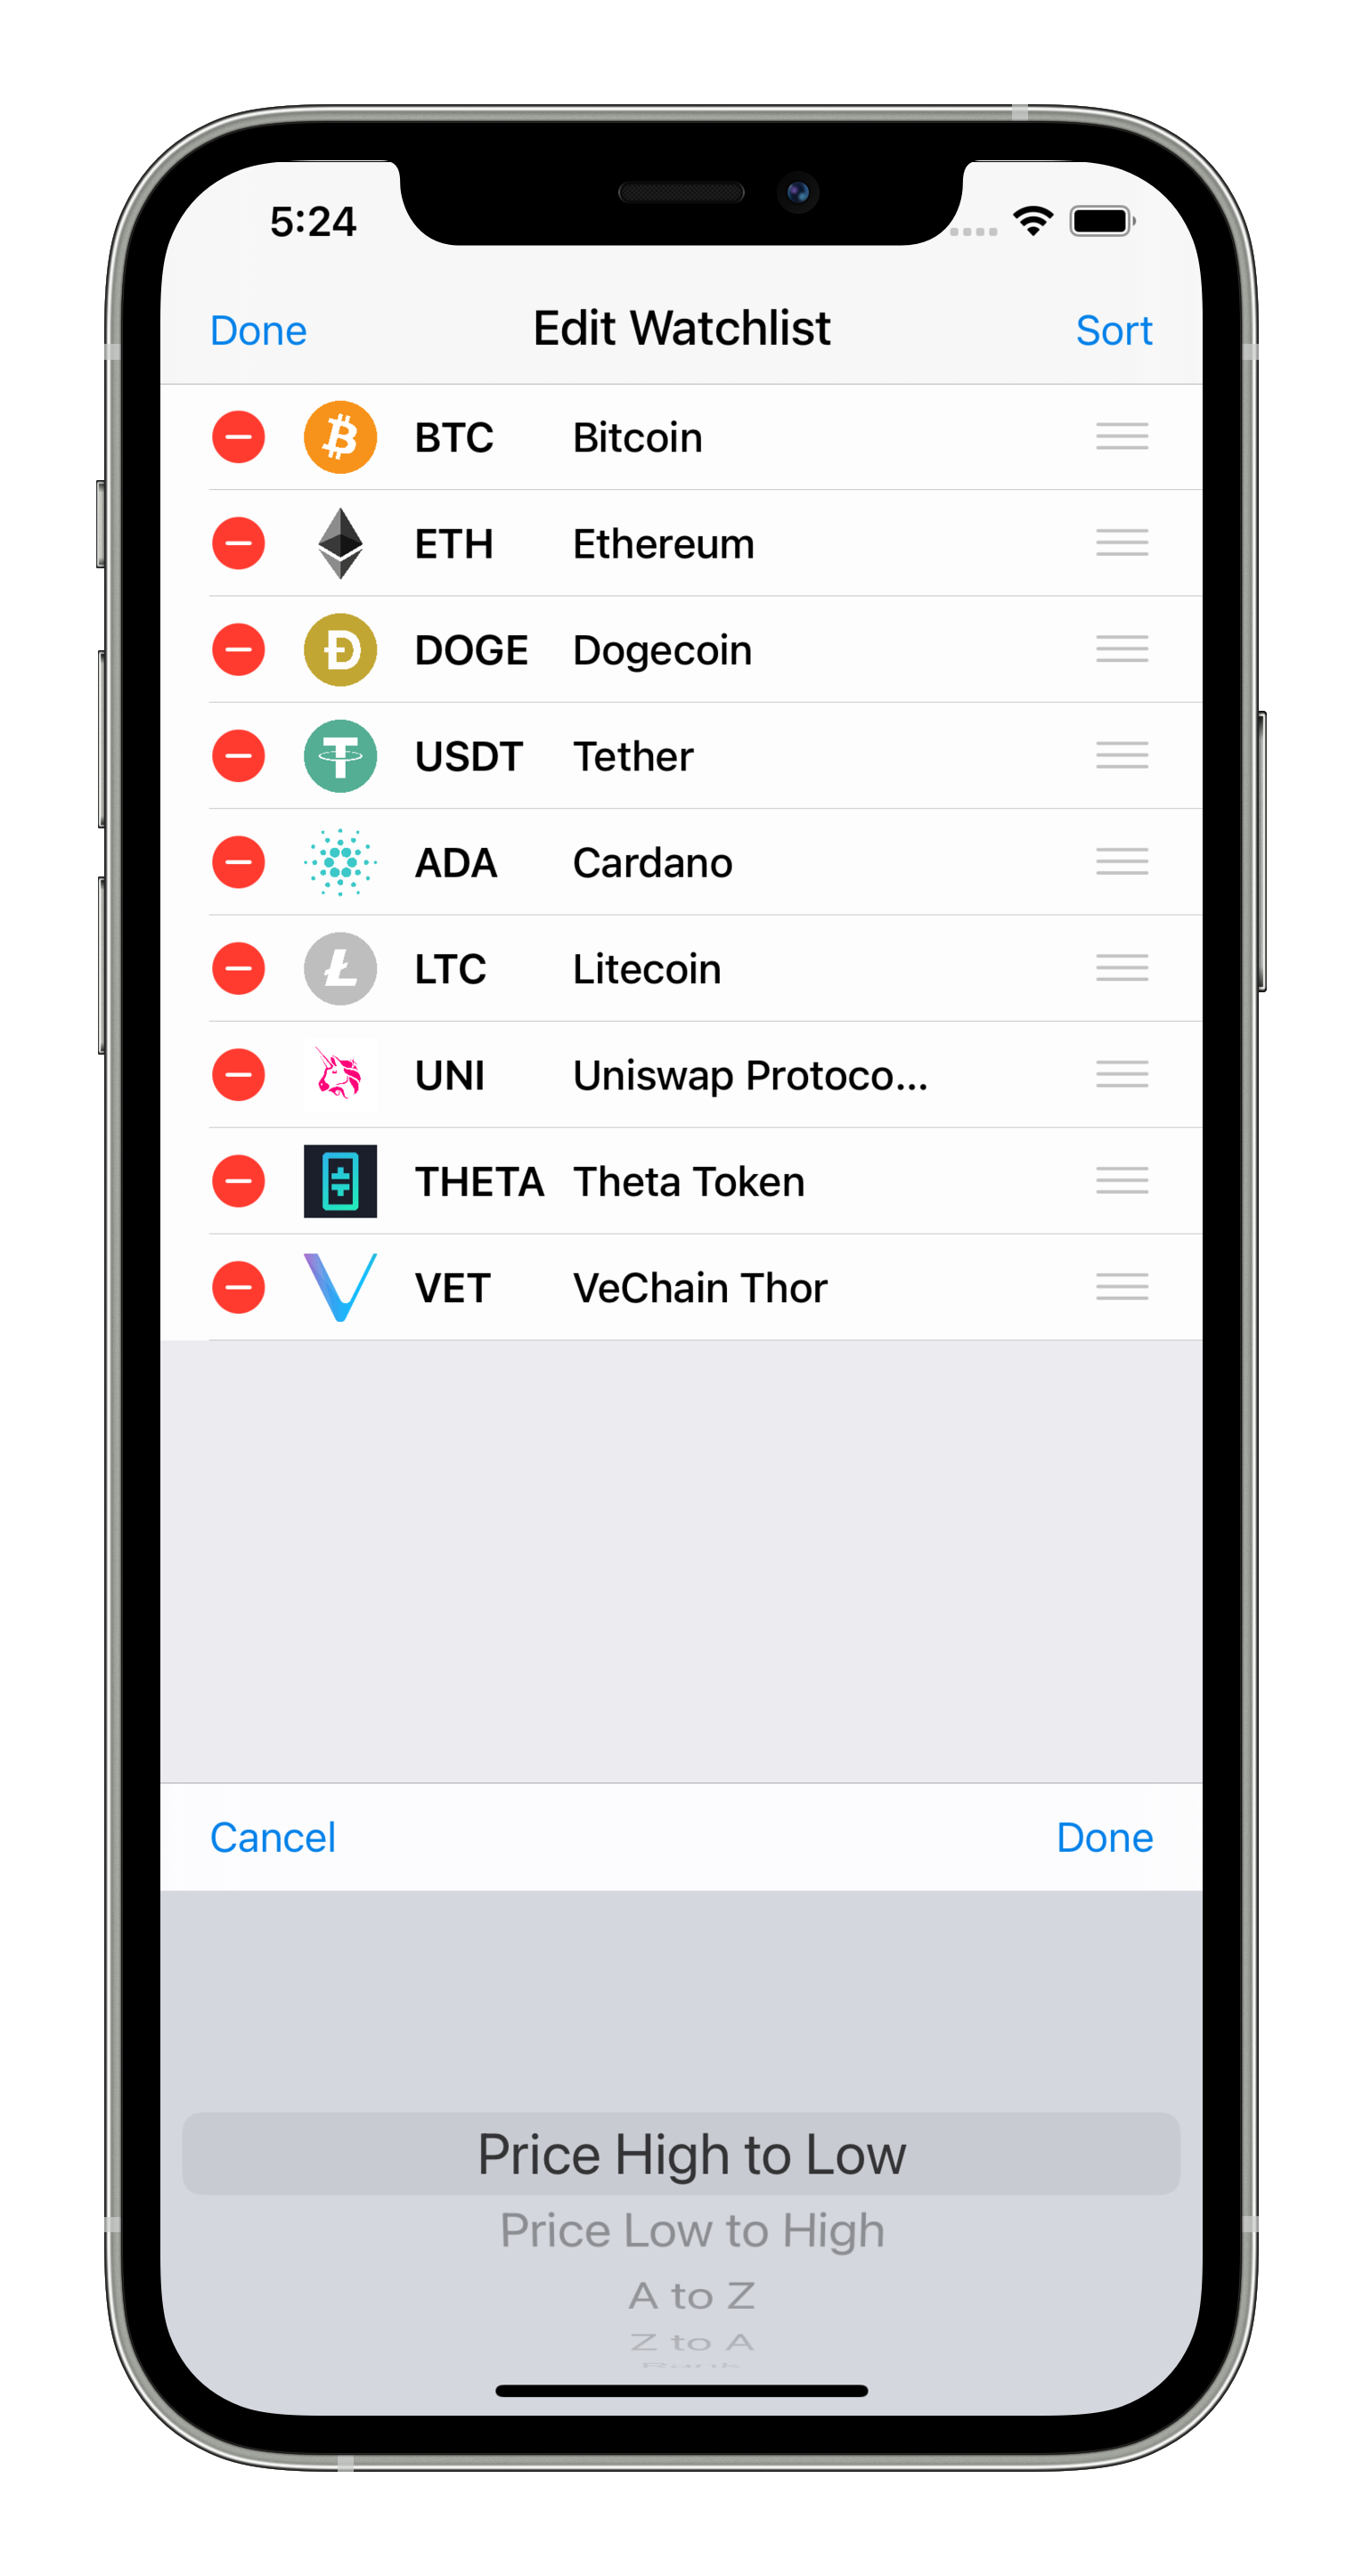 5:24
Done Edit Watchlist Sort
BTC Bitcoin
ETH Ethereum
DOGE Dogecoin
USDT Tether
ADA Cardano
LTC Litecoin
UNI Uniswap Protoco...
THETA Theta Token
VET VeChain Thor
Cancel Done
Price High to Low
Price Low to High
A to Z
Z to A
Rank